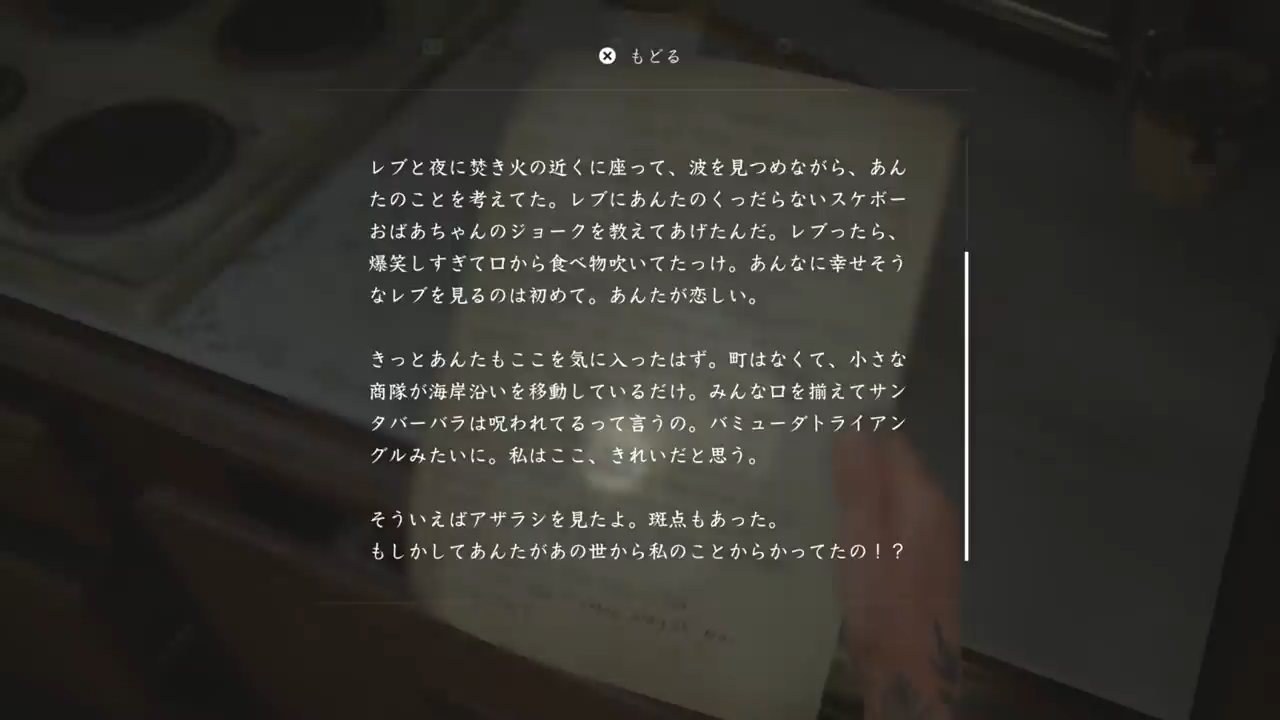 もどる
レブと夜に焚き火の近くに座って、波を見つめながら、あん
たのことを考えてた。レブにあんたのくっだらないスケボー
おばあちゃんのジョークを教えてあげたんだ。レブったら、
爆笑しすぎて口から食べ物吹いてたっけ。あんなに幸せそう
なレブを見るのは初めて。あんたが恋しい。
きっとあんたもここを気に入ったはず。町はなくて、小さな
商隊が海岸沿いを移動しているだけ。みんな口を揃えてサン
タバーバラは呪われてるって言うの。バミューダトライアン
グルみたいに。私はここ、きれいだと思う。
そういえばアザラシを見たよ。斑点もあった。
もしかしてあんたがあの世から私のことからかってたの！？